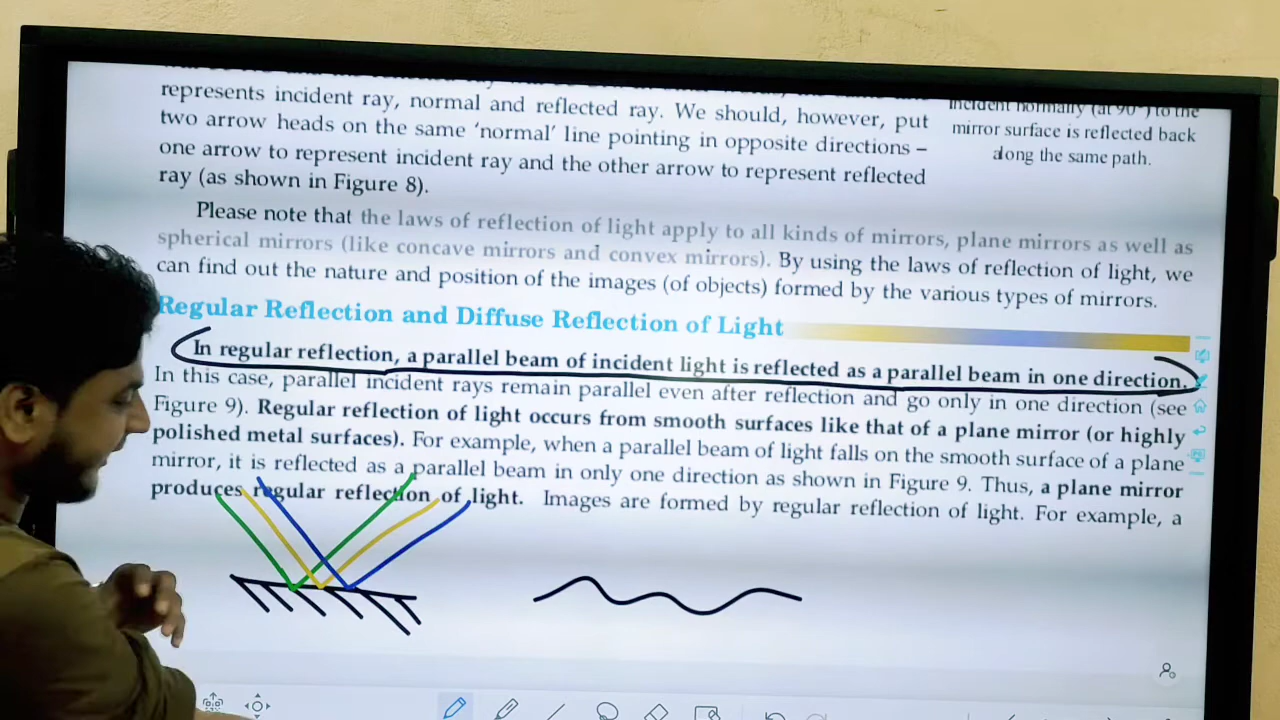 represents incident ray, normal and reflected ray. We should, however, put
two arrow heads on the same ‘normal’ line pointing in opposite directions –
one arrow to represent incident ray and the other arrow to represent reflected
ray (as shown in Figure 8).
incident normally (at 90°) to the
mirror surface is reflected back
along the same path.
Please note that the laws of reflection of light apply to all kinds of mirrors, plane mirrors as well as
spherical mirrors (like concave mirrors and convex mirrors). By using the laws of reflection of light, we
can find out the nature and position of the images (of objects) formed by the various types of mirrors.
Regular Reflection and Diffuse Reflection of Light
In regular reflection, a parallel beam of incident light is reflected as a parallel beam in one direction.
In this case, parallel incident rays remain parallel even after reflection and go only in one direction (see
Figure 9). Regular reflection of light occurs from smooth surfaces like that of a plane mirror (or highly
polished metal surfaces). For example, when a parallel beam of light falls on the smooth surface of a plane
mirror, it is reflected as a parallel beam in only one direction as shown in Figure 9. Thus, a plane mirror
produces regular reflection of light. Images are formed by regular reflection of light. For example, a